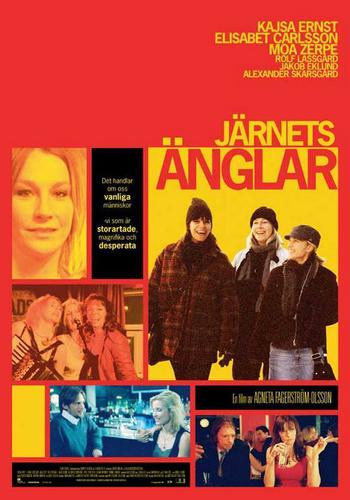 KAJSA ERNST
ELISABET CARLSSON
MOA ZERPE
ROLF LASSGÅRD
JAKOB EKLUND
ALEXANDER SKARSGÅRD
JÄRNETS
ÄNGLAR
Det handlar
om oss
vanliga
människor
-vi som är
storartade,
magnifika och
desperata
En film av AGNETA FAGERSTRÖM-OLSSON